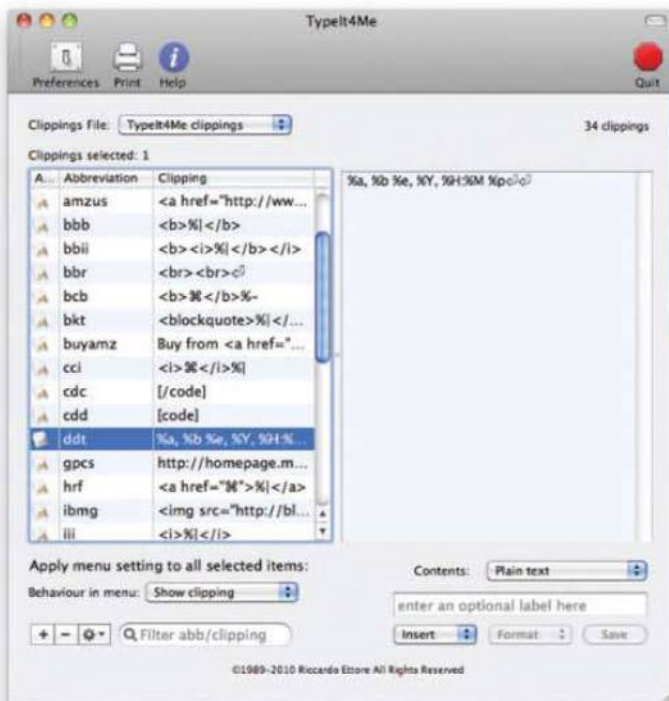 TypeIt4Me
Preferences Print Help Quit
Clippings File: TypeIt4Me clippings 34 clippings
Clippings selected: 1
A... Abbreviation Clipping
amzus <a href="http://ww...
bbb <b>%|</b>
bbii <b><i>%|</b></i>
bbr <br><br>⏎
bcb <b>⌘</b>%-
bkt <blockquote>%|</...
buyamz Buy from <a href="...
cci <i>⌘</i>%|
cdc [/code]
cdd [code]
ddt %a, %b %e, %Y, %H:%...
gpcs http://homepage.m...
hrf <a href="⌘">%|</a>
ibmg <img src="http://bl...
iii <i>%|</i>
%a, %b %e, %Y, %H:%M %p⏎⏎
Apply menu setting to all selected items:
Behaviour in menu: Show clipping
Filter abb/clipping
Contents: Plain text
enter an optional label here
Insert Format Save
©1989-2010 Riccardo Ettore All Rights Reserved